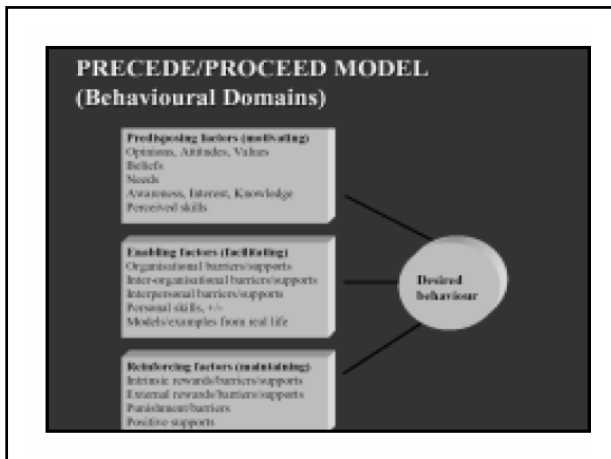 PRECEDE/PROCEED MODEL
(Behavioural Domains)
Predisposing factors (motivating)
Opinions, Attitudes, Values
Beliefs
Needs
Awareness, Interest, Knowledge
Perceived skills
Enabling factors (facilitating)
Organisational barriers/supports
Inter-organisational barriers/supports
Interpersonal barriers/supports
Personal skills, +/-
Models/examples from real life
Desired
behaviour
Reinforcing factors (maintaining)
Intrinsic rewards/barriers/supports
External rewards/barriers/supports
Punishment/barriers
Positive supports